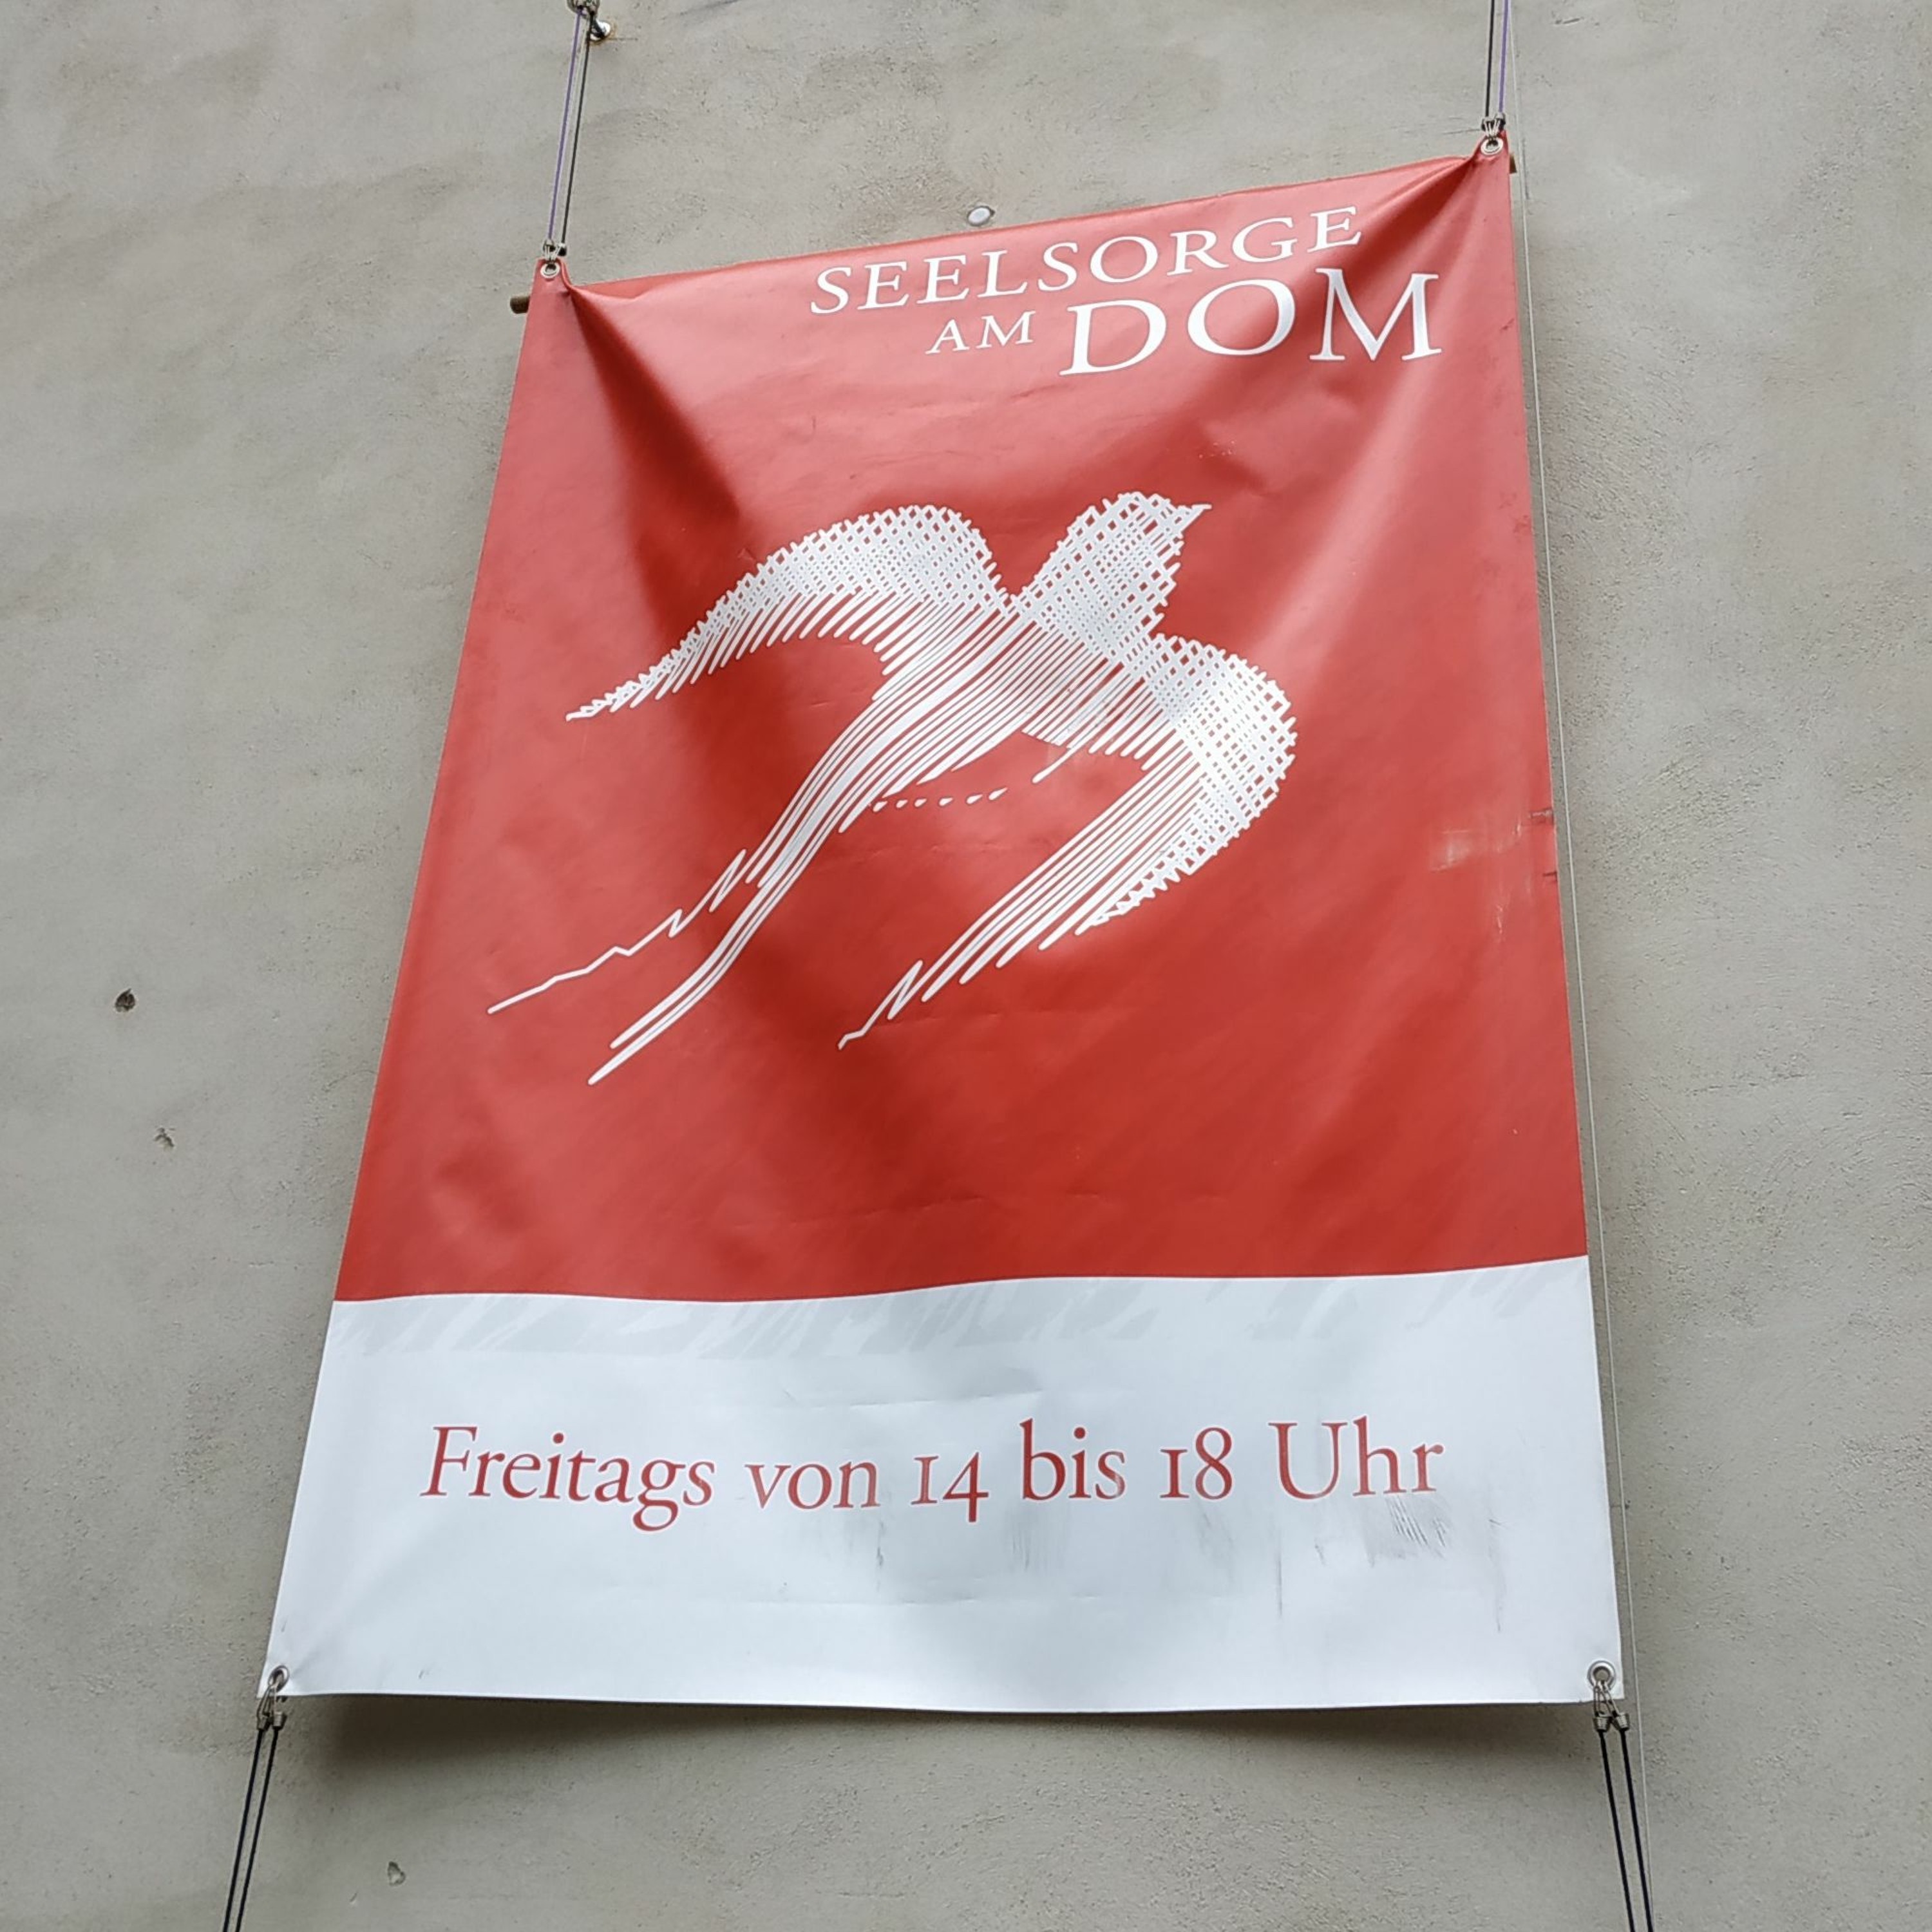 SEELSORGE
AM DOM
Freitags von 14 bis 18 Uhr